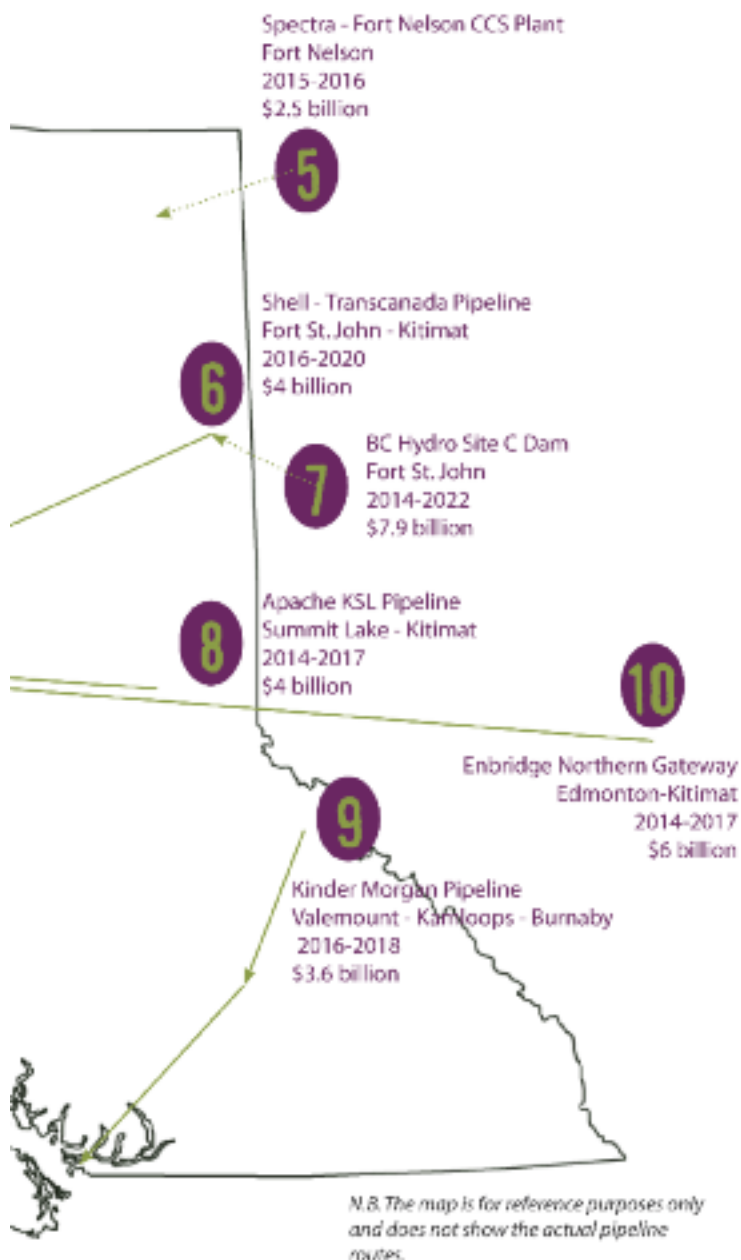 Spectra - Fort Nelson CCS Plant
Fort Nelson
2015-2016
$2.5 billion
5
Shell - Transcanada Pipeline
Fort St. John - Kitimat
2016-2020
$4 billion
6
BC Hydro Site C Dam
Fort St. John
2014-2022
$7.9 billion
7
Apache KSL Pipeline
Summit Lake - Kitimat
2014-2017
$4 billion
8
10
Enbridge Northern Gateway
Edmonton-Kitimat
2014-2017
$6 billion
9
Kinder Morgan Pipeline
Valemount - Kamloops - Burnaby
2016-2018
$3.6 billion
N.B. The map is for reference purposes only
and does not show the actual pipeline
routes.